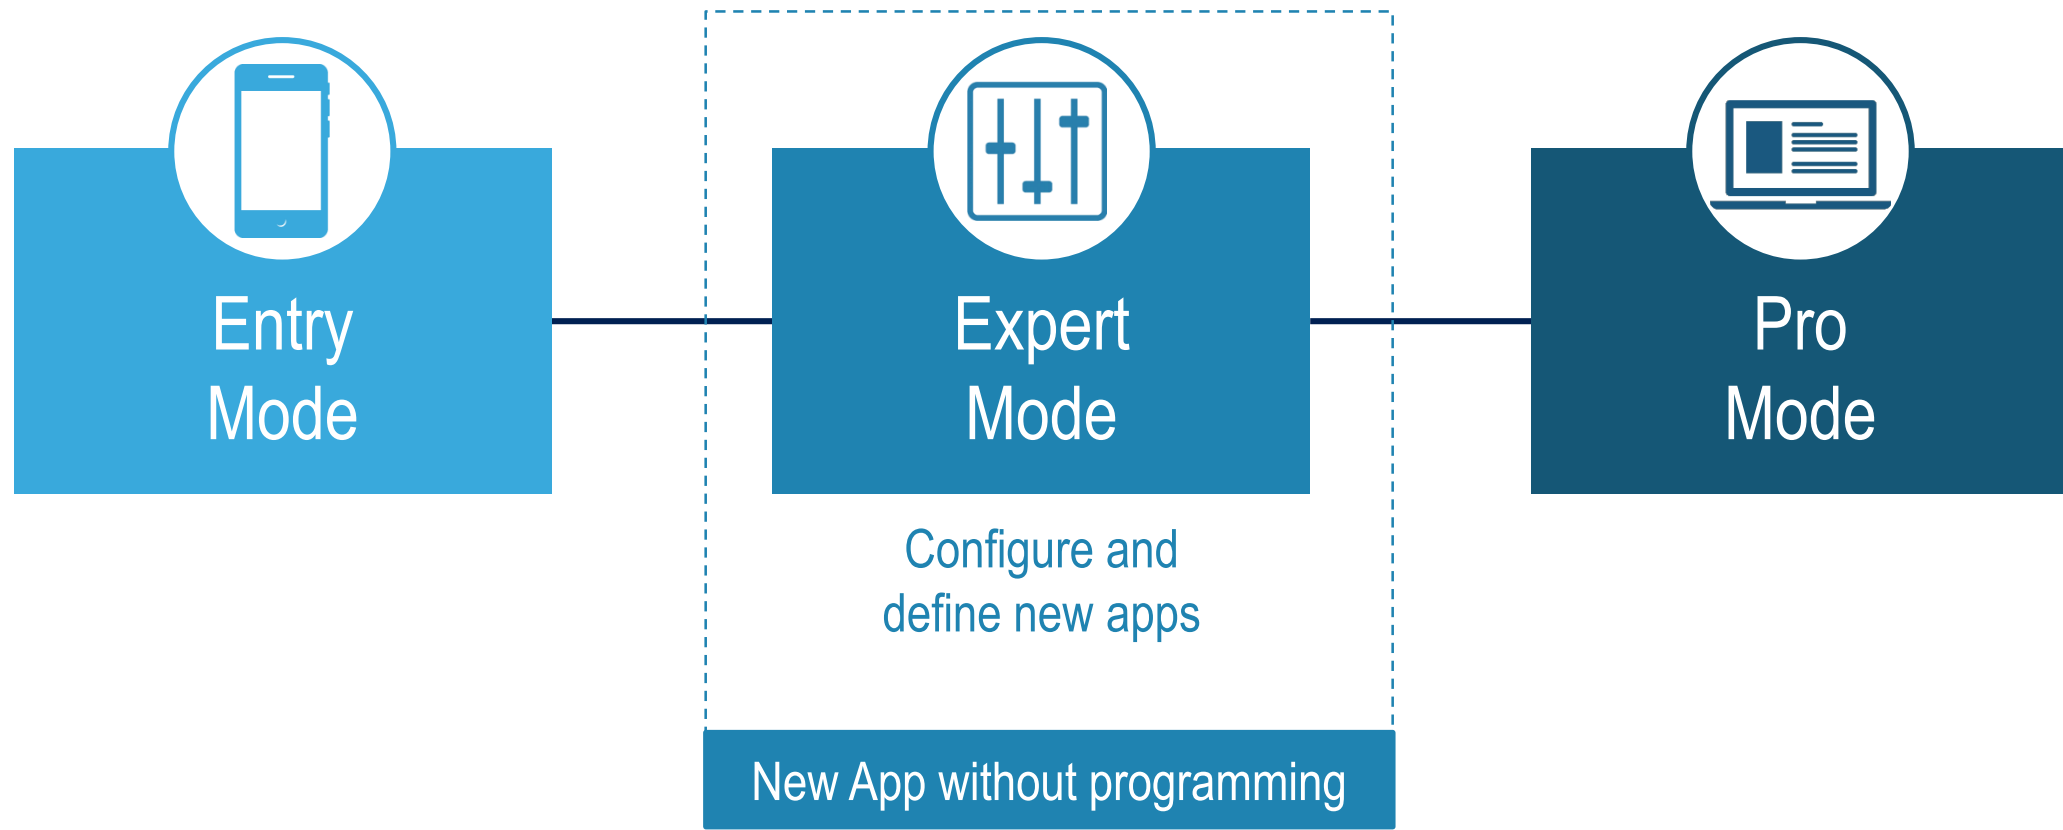 Entry
Mode
Expert
Mode
Pro
Mode
Configure and
define new apps
New App without programming